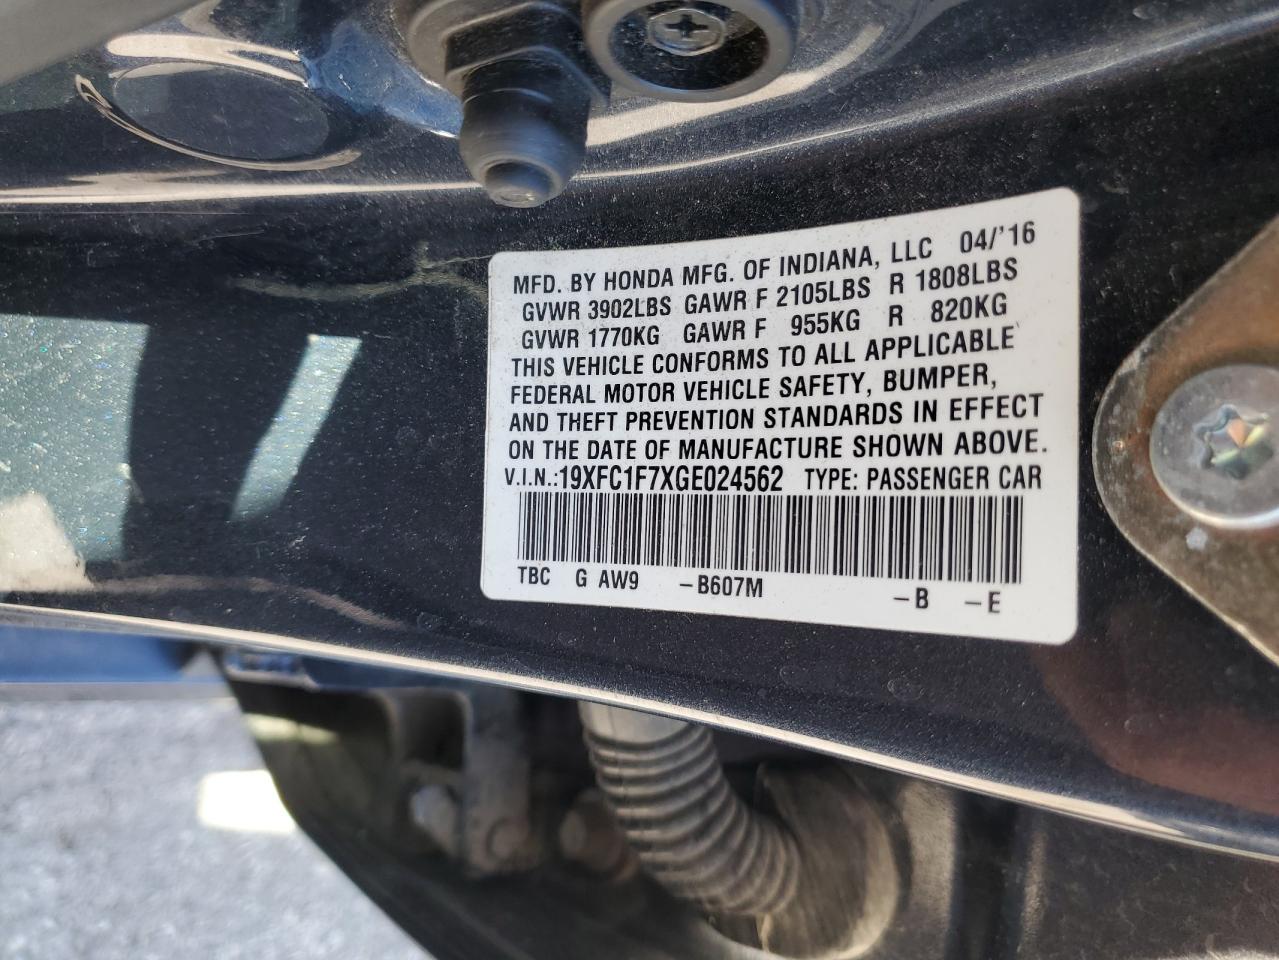 MFD. BY HONDA MFG. OF INDIANA, LLC 04/'16
GVWR 3902LBS GAWR F 2105LBS R 1808LBS
GVWR 1770KG GAWR F 955KG R 820KG
THIS VEHICLE CONFORMS TO ALL APPLICABLE
FEDERAL MOTOR VEHICLE SAFETY, BUMPER,
AND THEFT PREVENTION STANDARDS IN EFFECT
ON THE DATE OF MANUFACTURE SHOWN ABOVE.
V.I.N.:19XFC1F7XGE024562 TYPE: PASSENGER CAR
TBC G AW9 –B607M –B –E